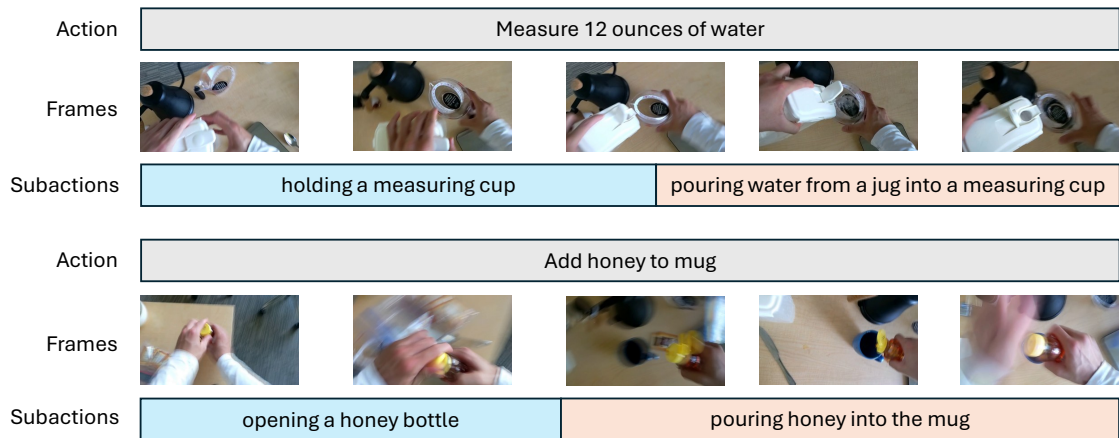 Action
Measure 12 ounces of water
Frames
Subactions
holding a measuring cup
pouring water from a jug into a measuring cup
Action
Add honey to mug
Frames
Subactions
opening a honey bottle
pouring honey into the mug